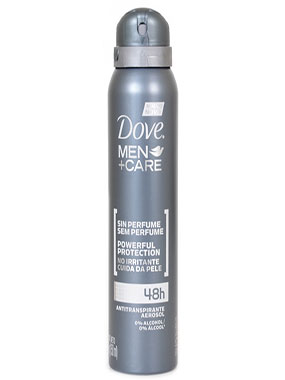 Dove
MEN
+CARE
SIN PERFUME
SEM PERFUME
POWERFUL
PROTECTION
NO IRRITANTE
CUIDA DA PELE
48h
ANTITRANSPIRANTE
AEROSOL
0% ALCOHOL/
0% ÁLCOOL